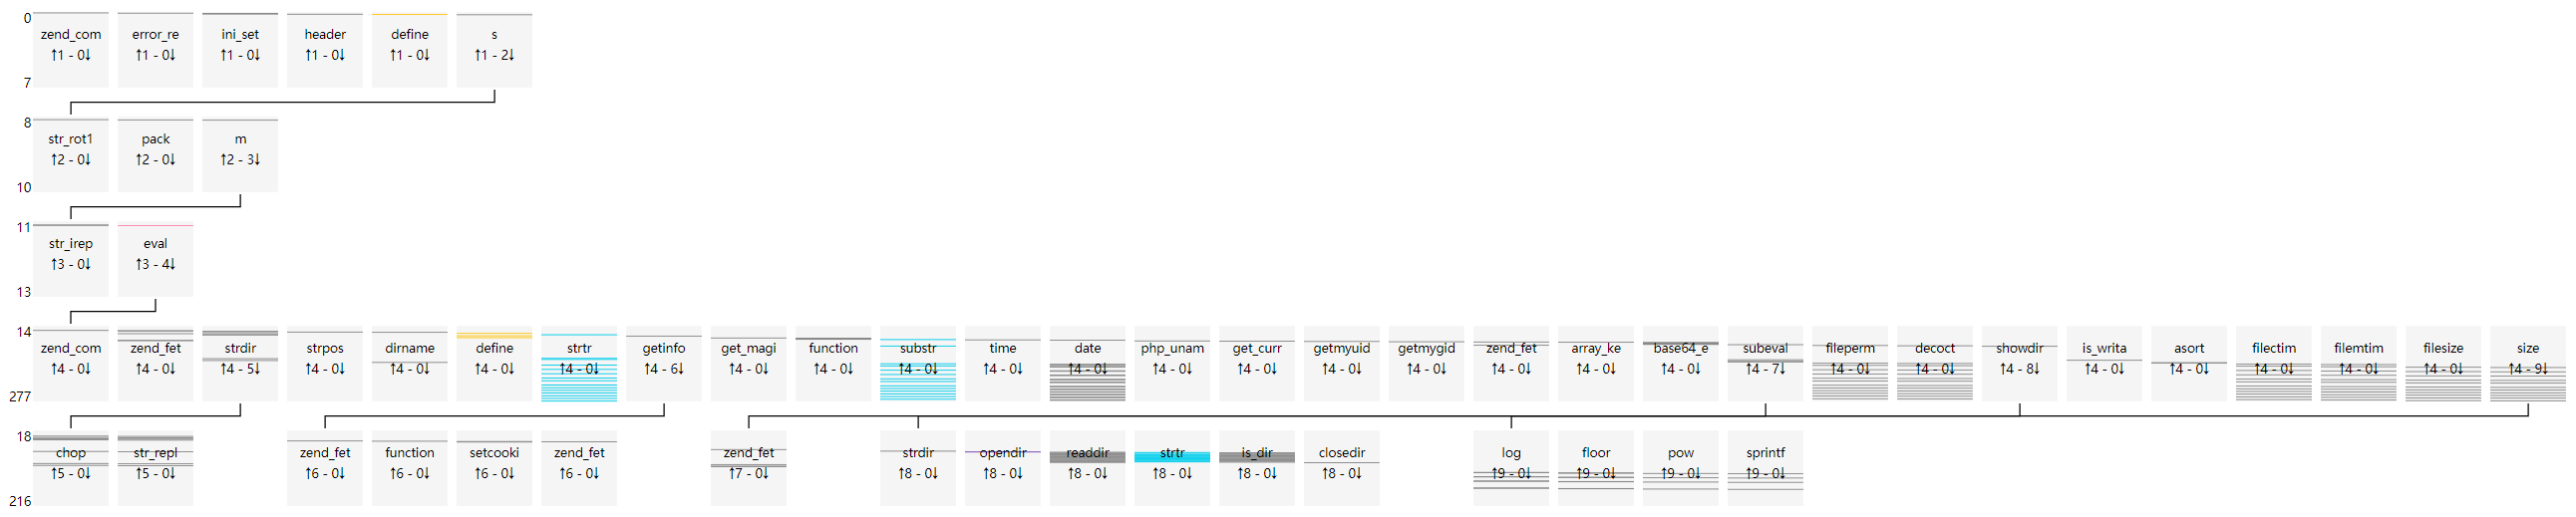 0
zend_com error_re ini_set header define s
↑1 - 0↓ ↑1 - 0↓ ↑1 - 0↓ ↑1 - 0↓ ↑1 - 0↓ ↑1 - 2↓
7
8
str_rot1 pack m
↑2 - 0↓ ↑2 - 0↓ ↑2 - 3↓
10
11
str_irep eval
↑3 - 0↓ ↑3 - 4↓
13
14
zend_com zend_fet strdir strpos dirname define strtr getinfo get_magi function substr time date php_unam get_curr getmyuid getmygid zend_fet array_ke base64_e subeval fileperm decoct showdir is_writa asort filectim filemtim filesize size
↑4 - 0↓ ↑4 - 0↓ ↑4 - 5↓ ↑4 - 0↓ ↑4 - 0↓ ↑4 - 0↓ ↑4 - 0↓ ↑4 - 6↓ ↑4 - 0↓ ↑4 - 0↓ ↑4 - 0↓ ↑4 - 0↓ ↑4 - 0↓ ↑4 - 0↓ ↑4 - 0↓ ↑4 - 0↓ ↑4 - 0↓ ↑4 - 0↓ ↑4 - 0↓ ↑4 - 0↓ ↑4 - 7↓ ↑4 - 0↓ ↑4 - 0↓ ↑4 - 8↓ ↑4 - 0↓ ↑4 - 0↓ ↑4 - 0↓ ↑4 - 0↓ ↑4 - 0↓ ↑4 - 9↓
277
18
chop str_repl zend_fet function setcooki zend_fet zend_fet strdir opendir readdir strtr is_dir closedir log floor pow sprintf
↑5 - 0↓ ↑5 - 0↓ ↑6 - 0↓ ↑6 - 0↓ ↑6 - 0↓ ↑6 - 0↓ ↑7 - 0↓ ↑8 - 0↓ ↑8 - 0↓ ↑8 - 0↓ ↑8 - 0↓ ↑8 - 0↓ ↑8 - 0↓ ↑9 - 0↓ ↑9 - 0↓ ↑9 - 0↓ ↑9 - 0↓
216